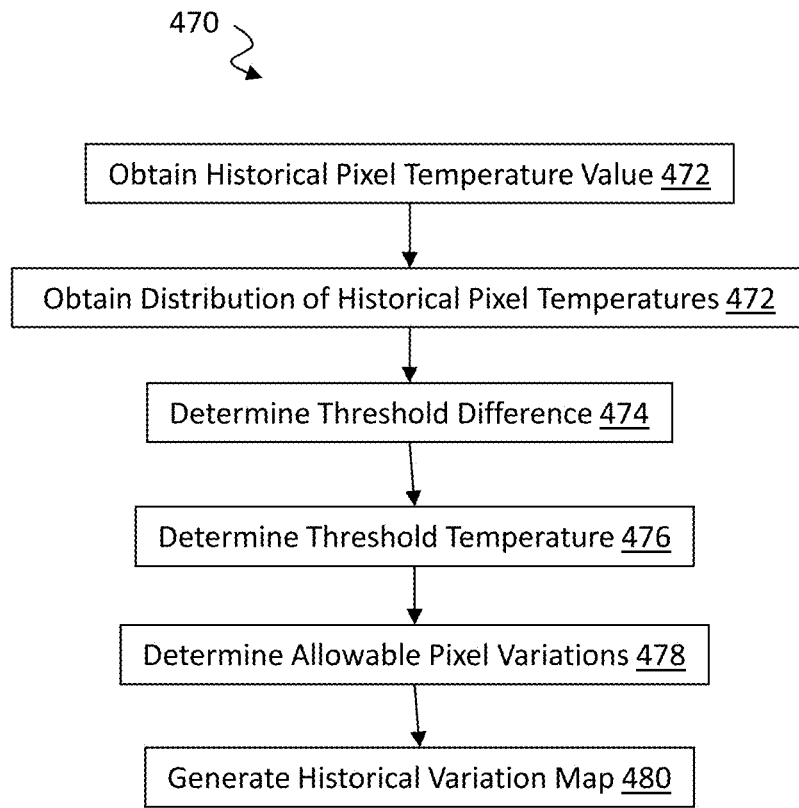 470
Obtain Historical Pixel Temperature Value 472
Obtain Distribution of Historical Pixel Temperatures 472
Determine Threshold Difference 474
Determine Threshold Temperature 476
Determine Allowable Pixel Variations 478
Generate Historical Variation Map 480